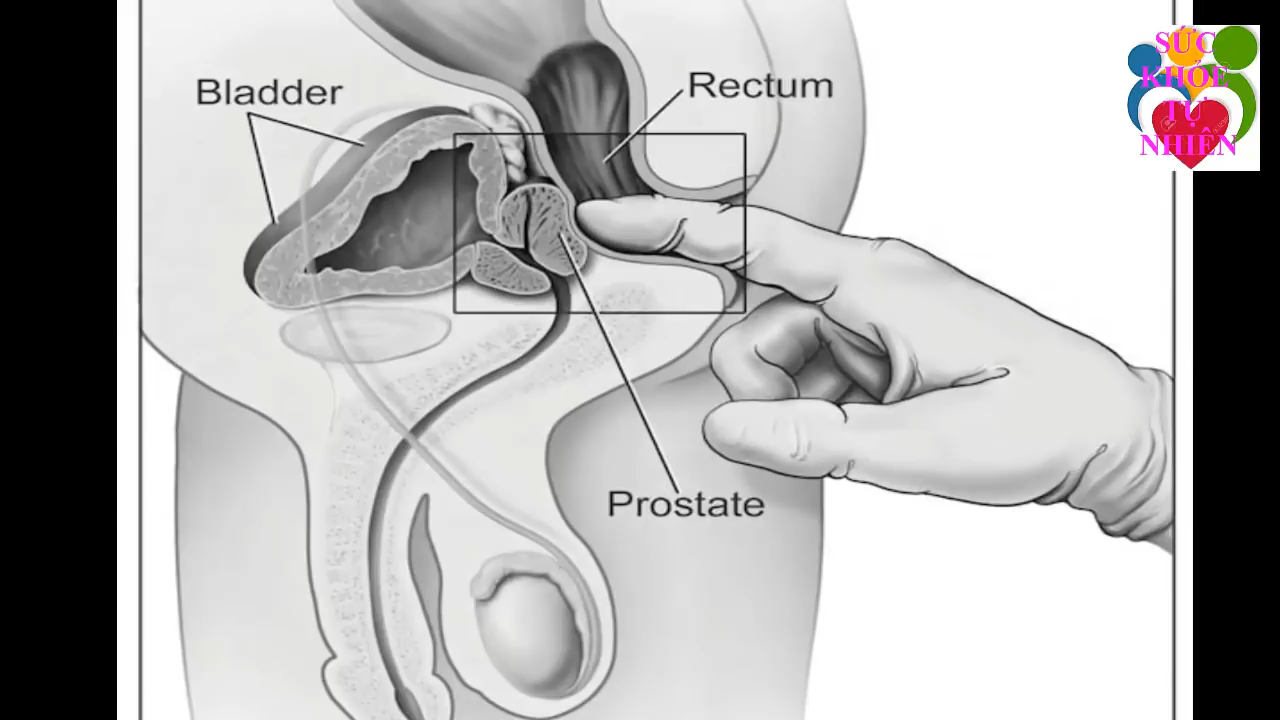 Bladder
Rectum
Prostate
SỨC
KHỎE
TỰ
NHIÊN